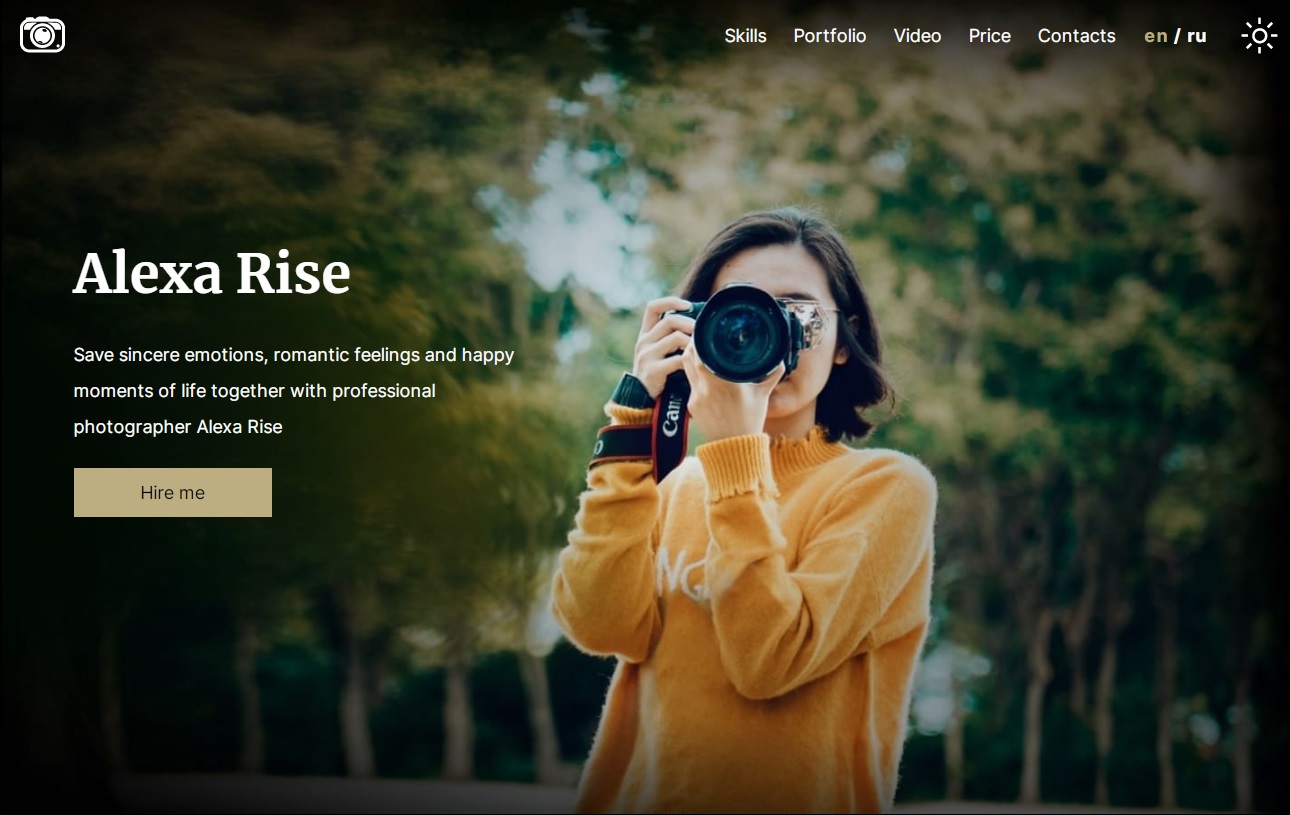 Skills Portfolio Video Price Contacts en / ru
Alexa Rise
Save sincere emotions, romantic feelings and happy
moments of life together with professional
photographer Alexa Rise
Hire me